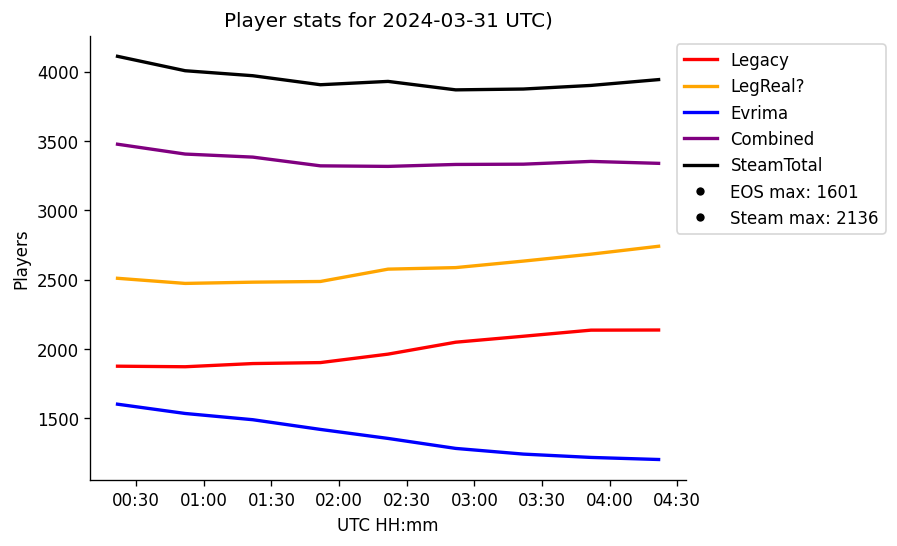 Player stats for 2024-03-31 UTC)
Players
4000
3500
3000
2500
2000
1500
00:30 01:00 01:30 02:00 02:30 03:00 03:30 04:00 04:30
UTC HH:mm
Legacy
LegReal?
Evrima
Combined
SteamTotal
EOS max: 1601
Steam max: 2136